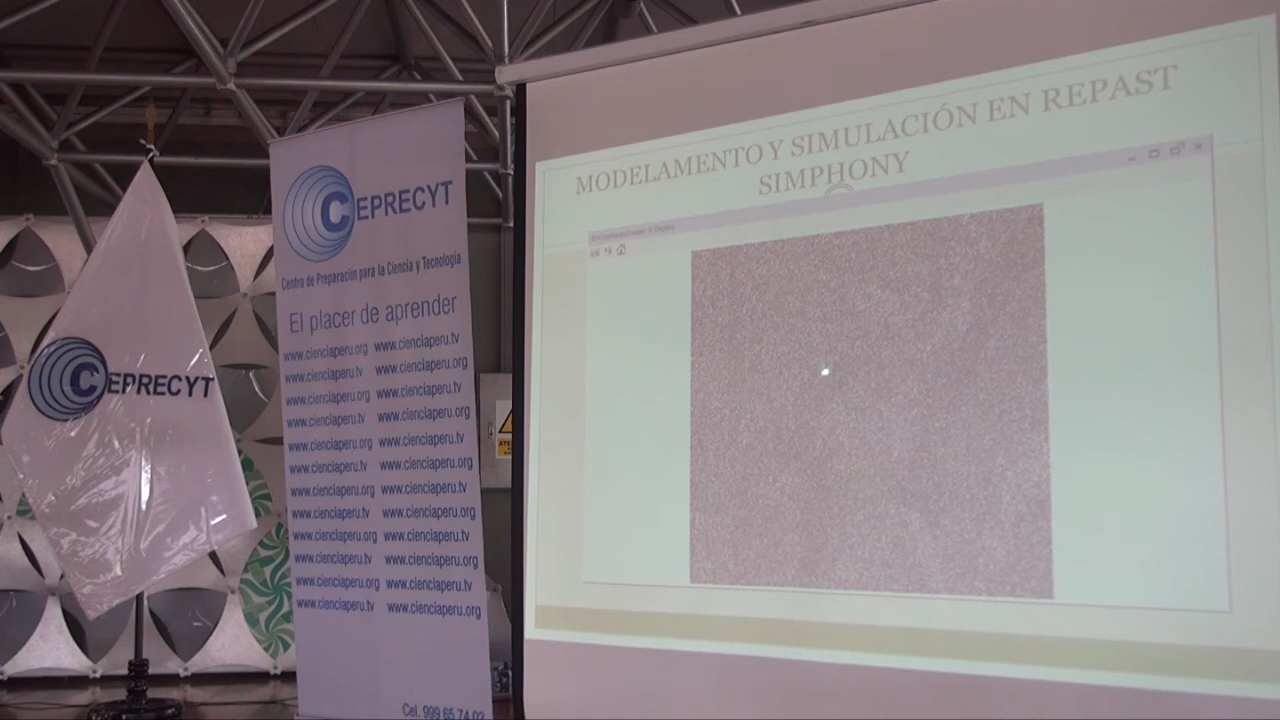 CEPRECYT
CEPRECYT
Centro de Preparación para la Ciencia y Tecnología
El placer de aprender
www.cienciaperu.org www.cienciaperu.tv
www.cienciaperu.tv www.cienciaperu.org
www.cienciaperu.org www.cienciaperu.tv
www.cienciaperu.tv www.cienciaperu.org
www.cienciaperu.org www.cienciaperu.tv
www.cienciaperu.tv www.cienciaperu.org
www.cienciaperu.org www.cienciaperu.tv
www.cienciaperu.tv www.cienciaperu.org
www.cienciaperu.org www.cienciaperu.tv
www.cienciaperu.tv www.cienciaperu.org
www.cienciaperu.org www.cienciaperu.tv
www.cienciaperu.tv www.cienciaperu.org
Cel. 999 65 74 02
MODELAMENTO Y SIMULACIÓN EN REPAST
SIMPHONY